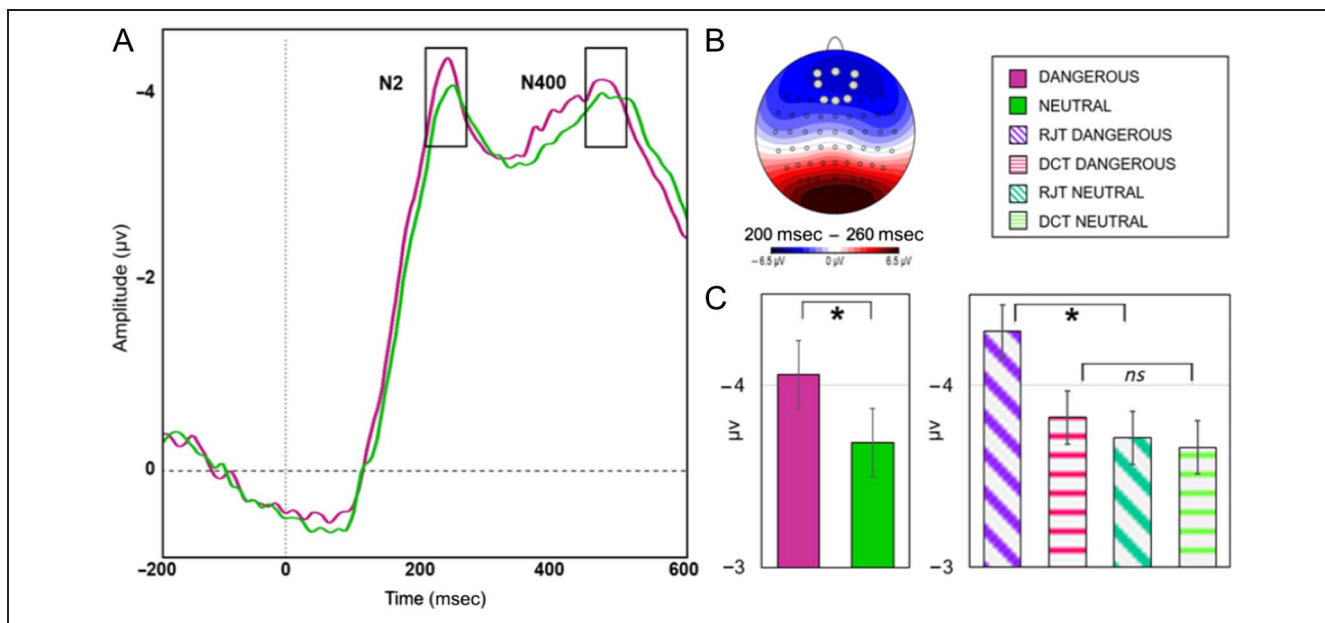 A
Amplitude (μv)
−4
−2
0
N2
N400
−200
0
200
400
600
Time (msec)
B
200 msec – 260 msec
− 6.5 μV
0 μV
6.5 μV
DANGEROUS
NEUTRAL
RJT DANGEROUS
DCT DANGEROUS
RJT NEUTRAL
DCT NEUTRAL
C
μv
−4
−3
*
μv
−4
−3
*
ns